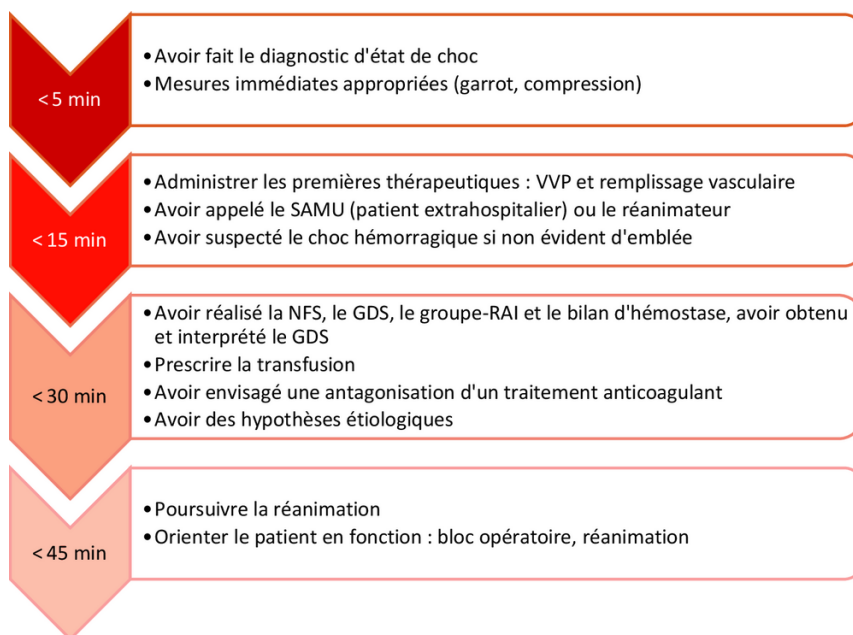 < 5 min
•Avoir fait le diagnostic d'état de choc
•Mesures immédiates appropriées (garrot, compression)
< 15 min
•Administrer les premières thérapeutiques : VVP et remplissage vasculaire
•Avoir appelé le SAMU (patient extrahospitalier) ou le réanimateur
•Avoir suspecté le choc hémorragique si non évident d'emblée
< 30 min
•Avoir réalisé la NFS, le GDS, le groupe-RAI et le bilan d'hémostase, avoir obtenu
et interprété le GDS
•Prescrire la transfusion
•Avoir envisagé une antagonisation d'un traitement anticoagulant
•Avoir des hypothèses étiologiques
< 45 min
•Poursuivre la réanimation
•Orienter le patient en fonction : bloc opératoire, réanimation